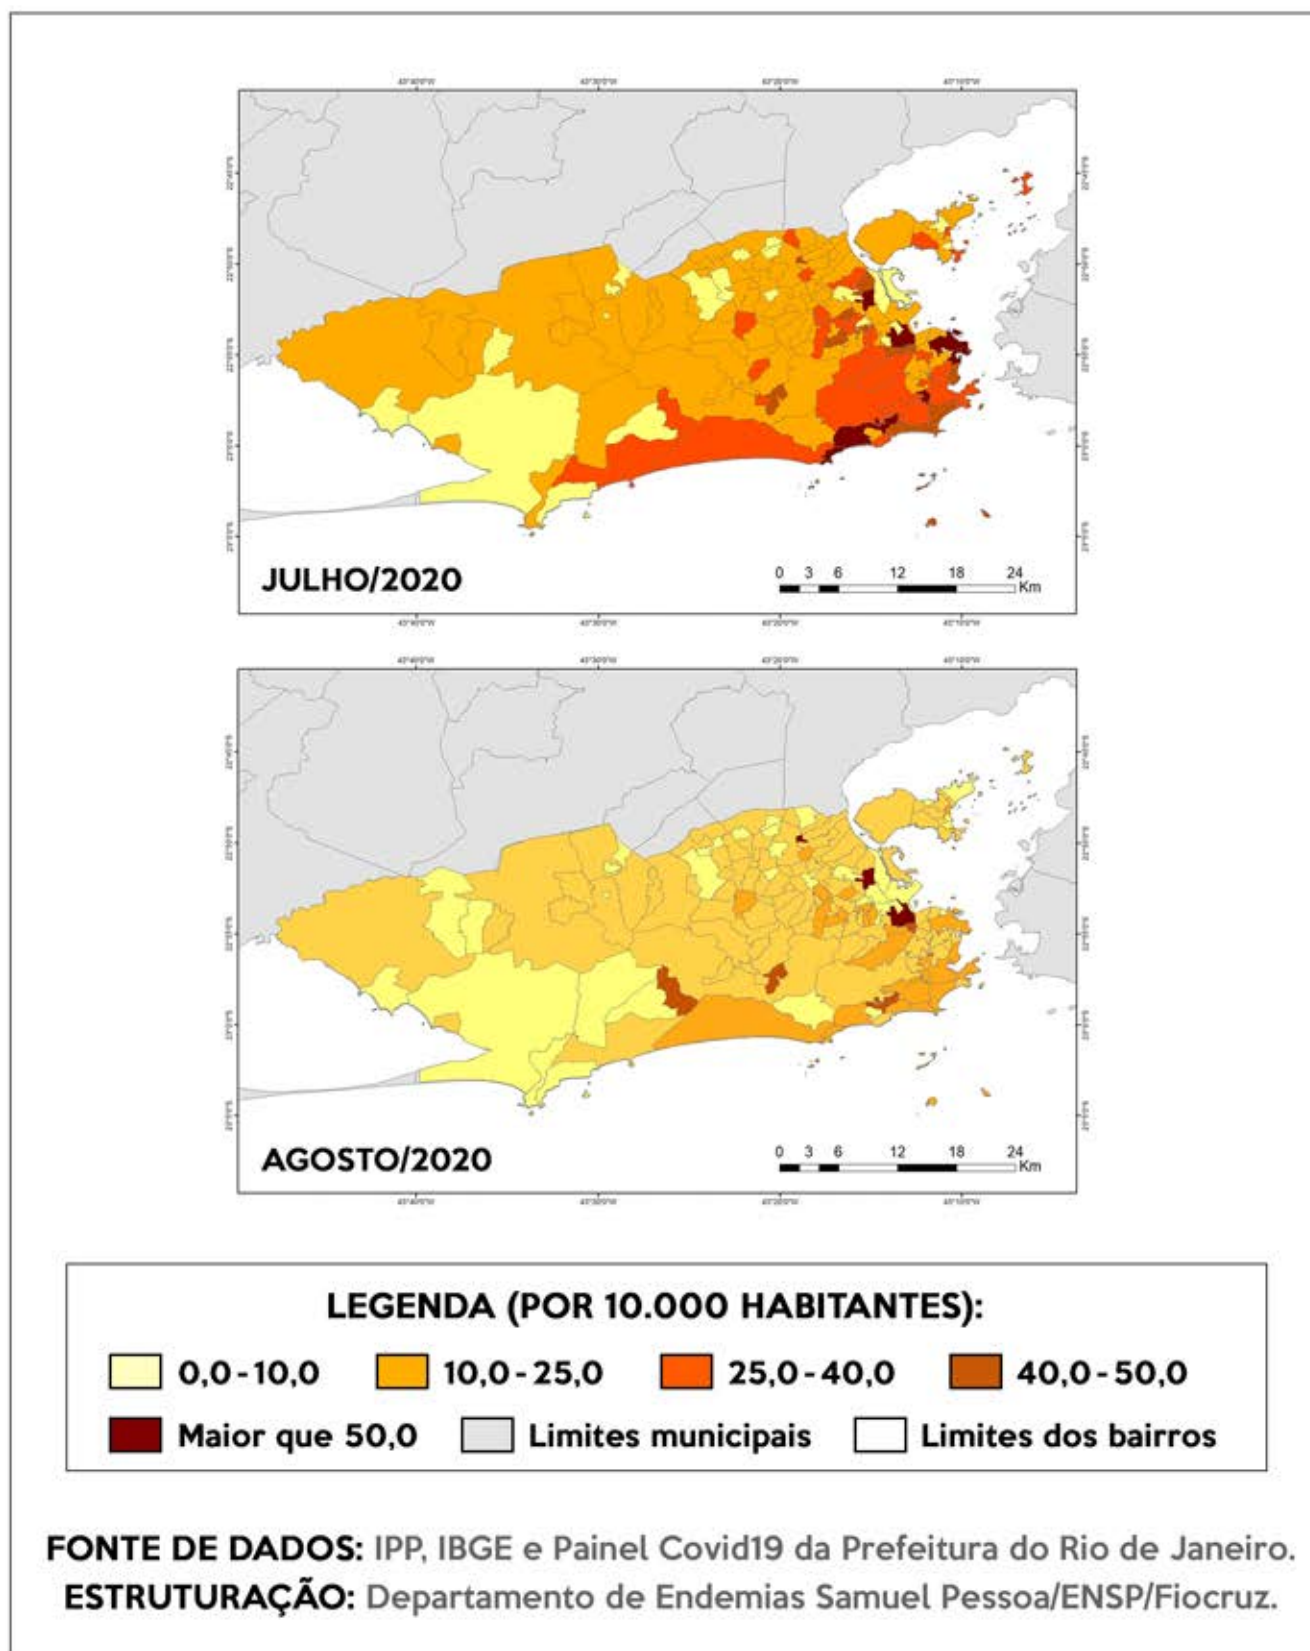 JULHO/2020
0 3 6 12 18 24
Km
AGOSTO/2020
0 3 6 12 18 24
Km
LEGENDA (POR 10.000 HABITANTES):
0,0-10,0 10,0-25,0 25,0-40,0 40,0-50,0
Maior que 50,0 Limites municipais Limites dos bairros
FONTE DE DADOS: IPP, IBGE e Painel Covid19 da Prefeitura do Rio de Janeiro.
ESTRUTURAÇÃO: Departamento de Endemias Samuel Pessoa/ENSP/Fiocruz.